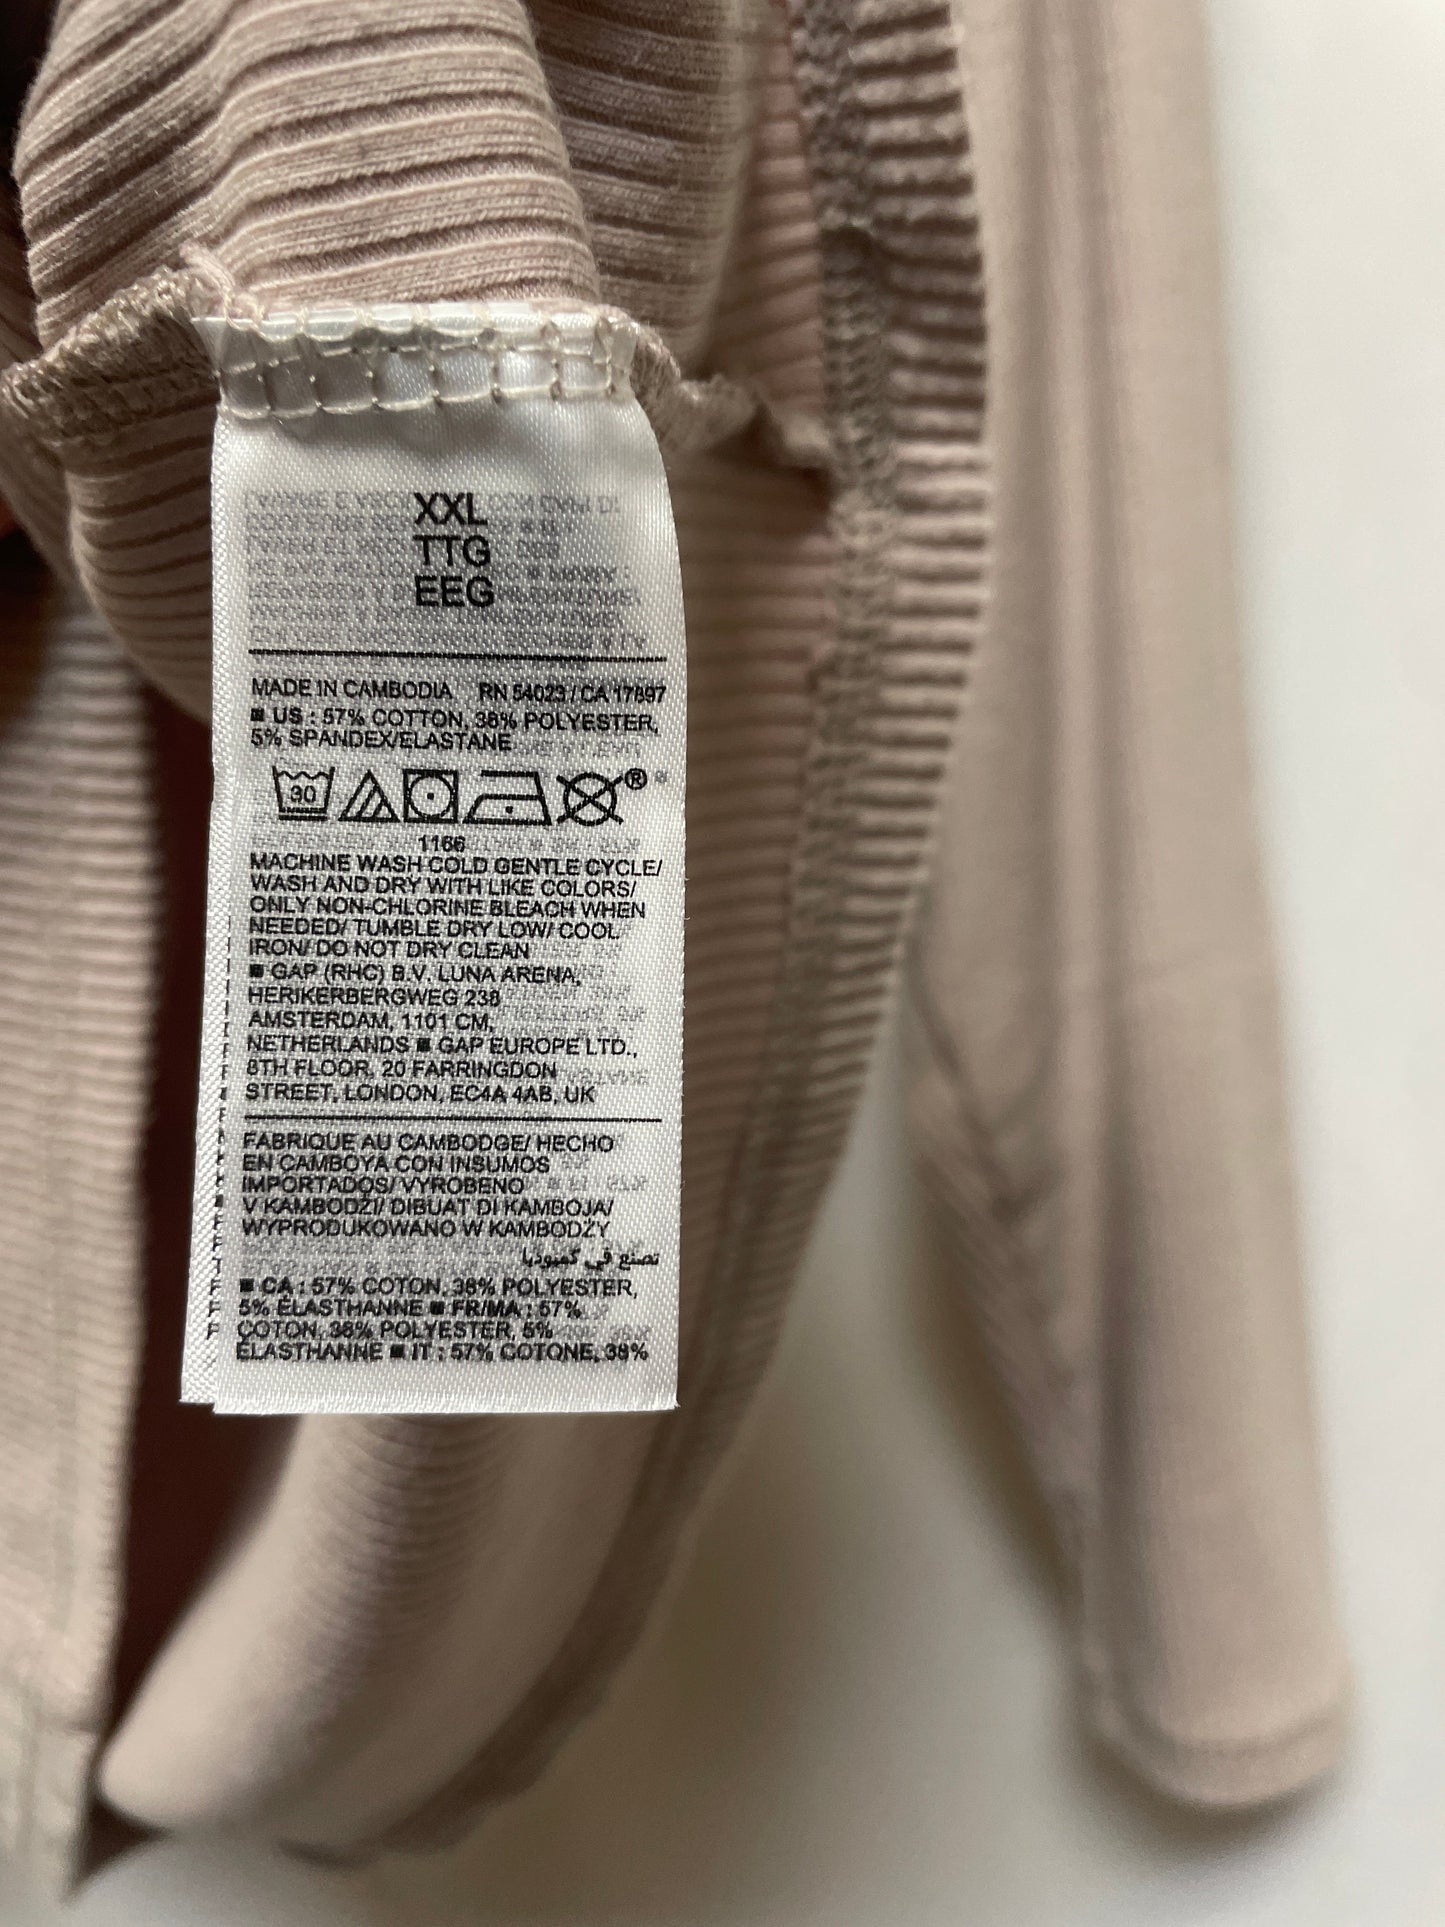 XXL
TTG
EEG
MADE IN CAMBODIA RN 54023 / CA 17897
■ US : 57% COTTON, 38% POLYESTER,
5% SPANDEX/ELASTANE
30 ®
1166
MACHINE WASH COLD GENTLE CYCLE/
WASH AND DRY WITH LIKE COLORS/
ONLY NON-CHLORINE BLEACH WHEN
NEEDED/ TUMBLE DRY LOW/ COOL
IRON/ DO NOT DRY CLEAN
■ GAP (RHC) B.V. LUNA ARENA,
HERIKERBERGWEG 238
AMSTERDAM, 1101 CM,
NETHERLANDS ■ GAP EUROPE LTD.,
8TH FLOOR, 20 FARRINGDON
STREET, LONDON, EC4A 4AB, UK
FABRIQUE AU CAMBODGE/ HECHO
EN CAMBOYA CON INSUMOS
IMPORTADOS/ VYROBENO
V KAMBODŽI/ DIBUAT DI KAMBOJA/
WYPRODUKOWANO W KAMBODŻY
تصنع في كمبوديا
■ CA : 57% COTON, 38% POLYESTER,
5% ÉLASTHANNE ■ FR/MA : 57%
COTON, 38% POLYESTER, 5%
ÉLASTHANNE ■ IT : 57% COTONE, 38%